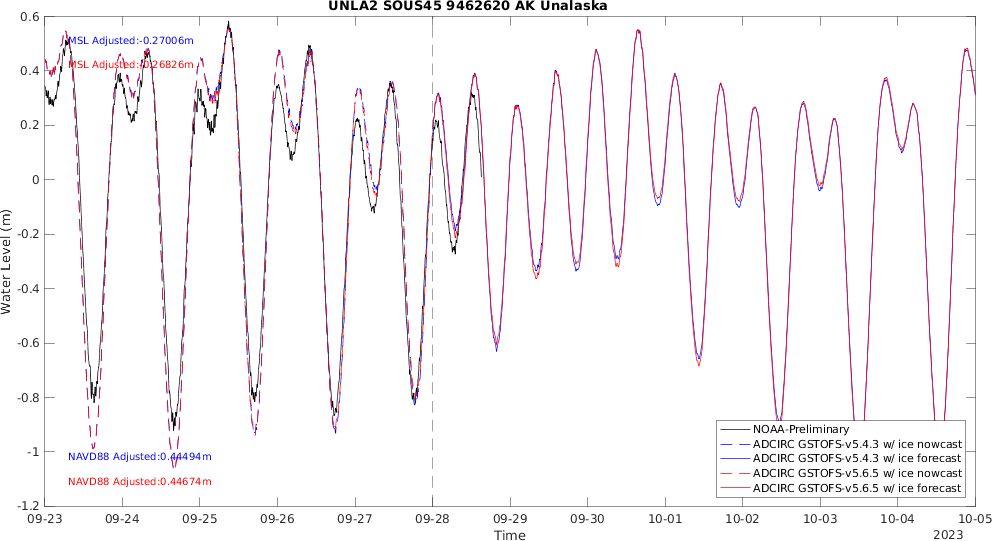 UNLA2 SOUS45 9462620 AK Unalaska
0.6
0.4
0.2
0
-0.2
-0.4
-0.6
-0.8
-1
-1.2
Water Level (m)
MSL Adjusted:-0.27006m
MSL Adjusted:-0.26826m
NAVD88 Adjusted:0.44494m
NAVD88 Adjusted:0.44674m
NOAA-Preliminary
ADCIRC GSTOFS-v5.4.3 w/ ice nowcast
ADCIRC GSTOFS-v5.4.3 w/ ice forecast
ADCIRC GSTOFS-v5.6.5 w/ ice nowcast
ADCIRC GSTOFS-v5.6.5 w/ ice forecast
09-23 09-24 09-25 09-26 09-27 09-28 09-29 09-30 10-01 10-02 10-03 10-04 10-05
Time
2023